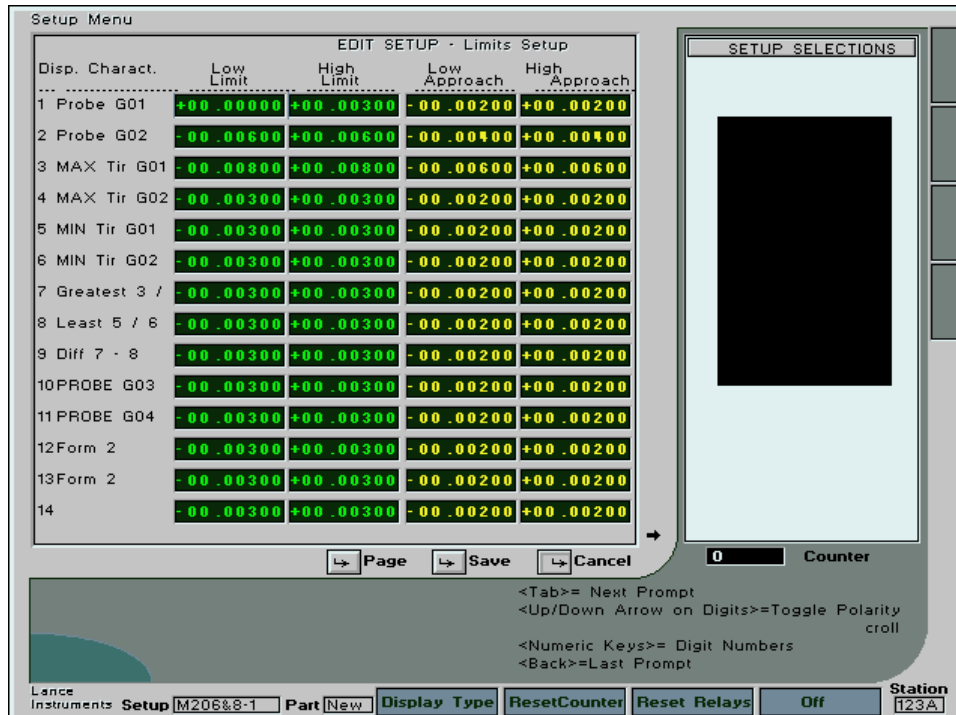 Setup Menu
EDIT SETUP - Limits Setup
Disp. Charact. Low Limit High Limit Low Approach High Approach
1 Probe G01 +00.00000 +00.00300 -00.00200 +00.00200
2 Probe G02 -00.00600 +00.00600 -00.00400 +00.00400
3 MAX Tir G01 -00.00800 +00.00800 -00.00600 +00.00600
4 MAX Tir G02 -00.00300 +00.00300 -00.00200 +00.00200
5 MIN Tir G01 -00.00300 +00.00300 -00.00200 +00.00200
6 MIN Tir G02 -00.00300 +00.00300 -00.00200 +00.00200
7 Greatest 3 / -00.00300 +00.00300 -00.00200 +00.00200
8 Least 5 / 6 -00.00300 +00.00300 -00.00200 +00.00200
9 Diff 7 - 8 -00.00300 +00.00300 -00.00200 +00.00200
10PROBE G03 -00.00300 +00.00300 -00.00200 +00.00200
11 PROBE G04 -00.00300 +00.00300 -00.00200 +00.00200
12Form 2 -00.00300 +00.00300 -00.00200 +00.00200
13Form 2 -00.00300 +00.00300 -00.00200 +00.00200
14 -00.00300 +00.00300 -00.00200 +00.00200
Page Save Cancel
SETUP SELECTIONS
0 Counter
<Tab>= Next Prompt
<Up/Down Arrow on Digits>=Toggle Polarity
croll
<Numeric Keys>= Digit Numbers
<Back>=Last Prompt
Lance Instruments Setup M206&8-1 Part New Display Type ResetCounter Reset Relays Off Station 123A